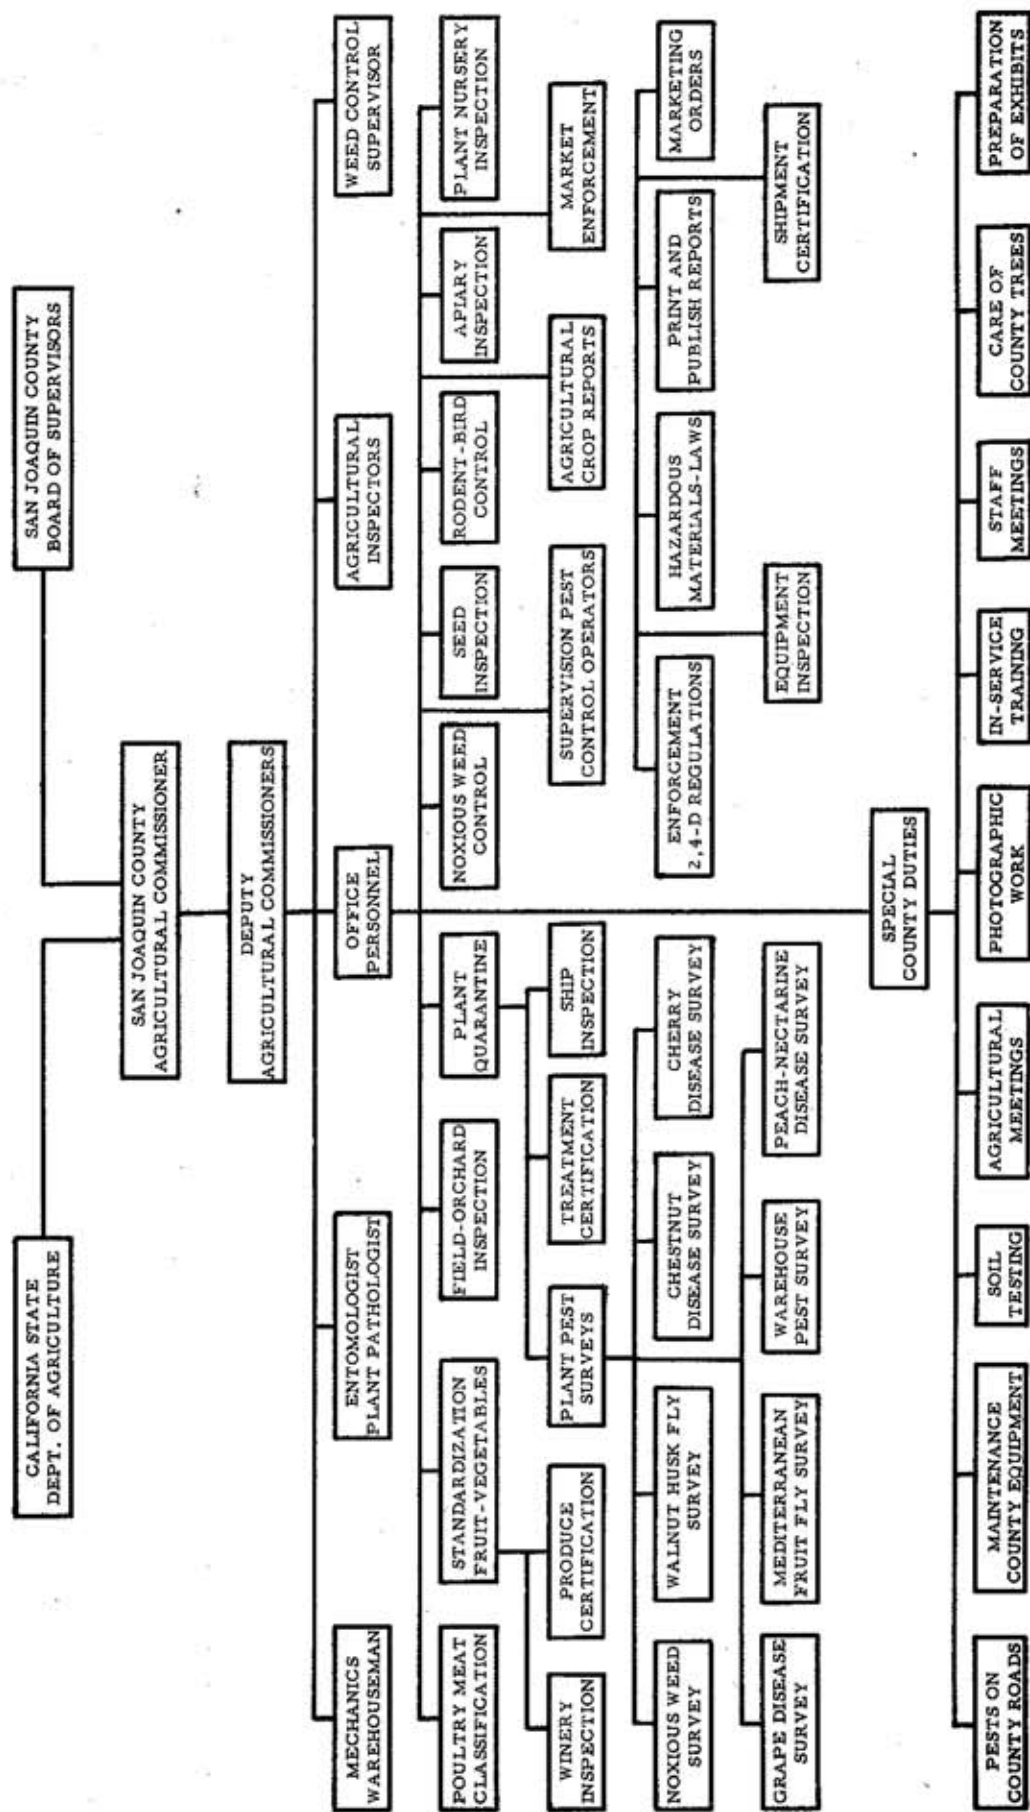 CALIFORNIA STATE
DEPT. OF AGRICULTURE
SAN JOAQUIN COUNTY
BOARD OF SUPERVISORS
SAN JOAQUIN COUNTY
AGRICULTURAL COMMISSIONER
DEPUTY
AGRICULTURAL COMMISSIONERS
MECHANICS
WAREHOUSEMAN
ENTOMOLOGIST
PLANT PATHOLOGIST
OFFICE
PERSONNEL
AGRICULTURAL
INSPECTORS
WEED CONTROL
SUPERVISOR
POULTRY MEAT
CLASSIFICATION
STANDARDIZATION
FRUIT-VEGETABLES
FIELD-ORCHARD
INSPECTION
PLANT
QUARANTINE
NOXIOUS WEED
CONTROL
SEED
INSPECTION
RODENT-BIRD
CONTROL
APIARY
INSPECTION
PLANT NURSERY
INSPECTION
WINERY
INSPECTION
PRODUCE
CERTIFICATION
PLANT PEST
SURVEYS
TREATMENT
CERTIFICATION
SHIP
INSPECTION
SUPERVISION PEST
CONTROL OPERATORS
AGRICULTURAL
CROP REPORTS
MARKET
ENFORCEMENT
NOXIOUS WEED
SURVEY
WALNUT HUSK FLY
SURVEY
CHESTNUT
DISEASE SURVEY
CHERRY
DISEASE SURVEY
ENFORCEMENT
2,4-D REGULATIONS
HAZARDOUS
MATERIALS-LAWS
PRINT AND
PUBLISH REPORTS
MARKETING
ORDERS
GRAPE DISEASE
SURVEY
MEDITERRANEAN
FRUIT FLY SURVEY
WAREHOUSE
PEST SURVEY
PEACH-NECTARINE
DISEASE SURVEY
EQUIPMENT
INSPECTION
SHIPMENT
CERTIFICATION
SPECIAL
COUNTY DUTIES
PESTS ON
COUNTY ROADS
MAINTENANCE
COUNTY EQUIPMENT
SOIL
TESTING
AGRICULTURAL
MEETINGS
PHOTOGRAPHIC
WORK
IN-SERVICE
TRAINING
STAFF
MEETINGS
CARE OF
COUNTY TREES
PREPARATION
OF EXHIBITS